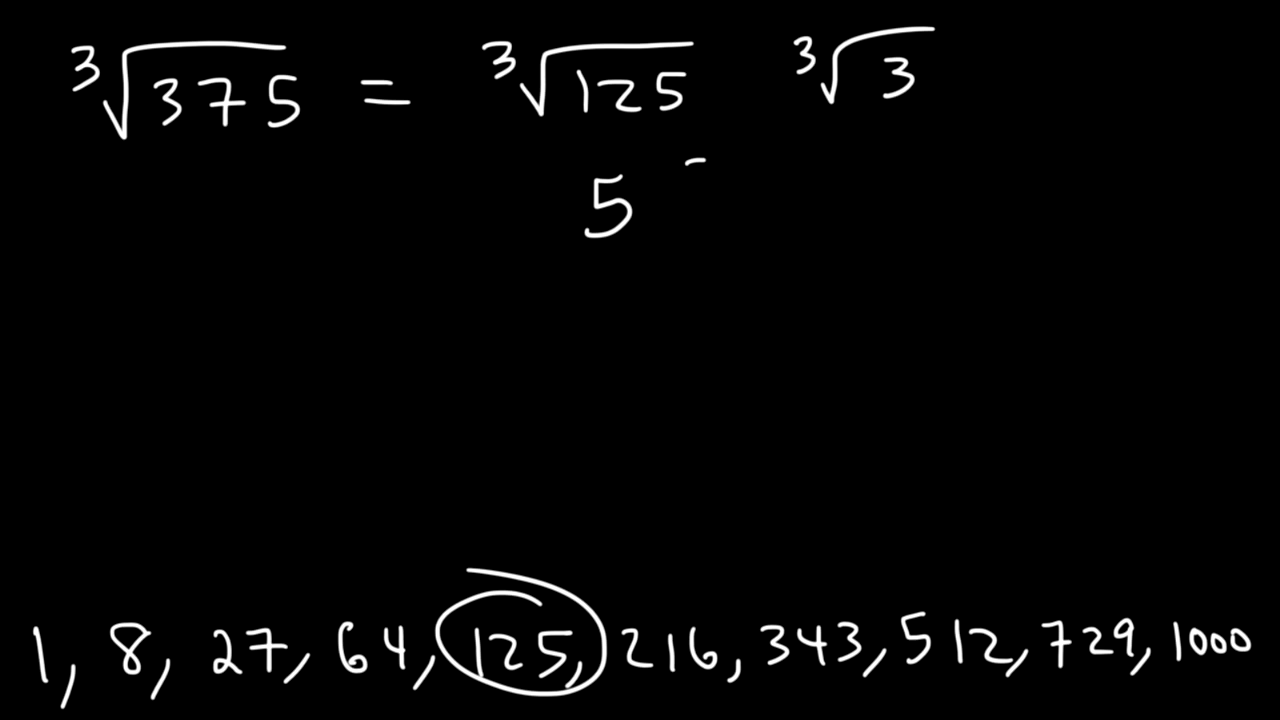 ∛375 = ∛125 ∛3
5
1, 8, 27, 64, 125, 216, 343, 512, 729, 1000